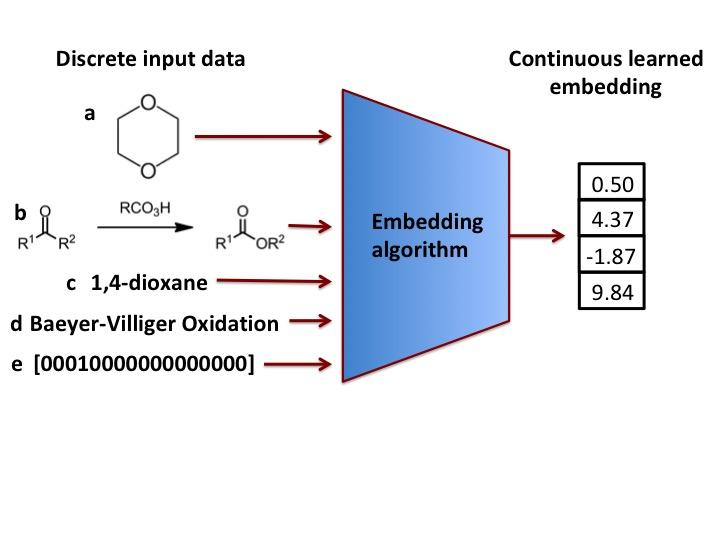 Discrete input data
Continuous learned
embedding
a
O
O
0.50
b
O
R¹
R²
RCO₃H
O
R¹
OR²
Embedding
algorithm
4.37
-1.87
c 1,4-dioxane
9.84
d Baeyer-Villiger Oxidation
e [00010000000000000]